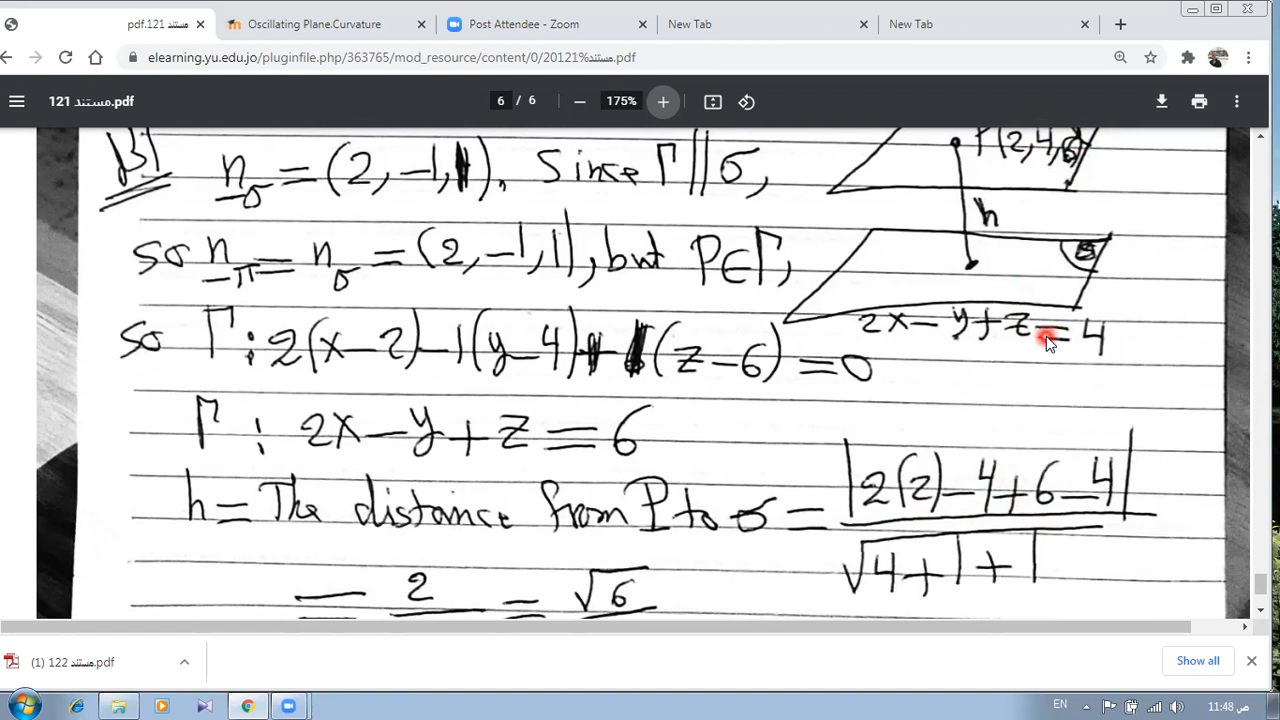 121 مستند.pdf
Oscillating Plane.Curvature
Post Attendee - Zoom
New Tab
New Tab
elearning.yu.edu.jo/pluginfile.php/363765/mod_resource/content/0/20121%مستند.pdf
121 مستند.pdf
6 / 6
175%
n_σ = (2, -1, 1). Since Γ || σ,
P(2,4,6)
h
so n_π = n_σ = (2, -1, 1), but P ∈ Γ,
2x - y + z = 4
so Γ: 2(x-2) - 1(y-4) + 1(z-6) = 0
Γ: 2x - y + z = 6
h = The distance from P to σ = |2(2) - 4 + 6 - 4| / √4+1+1
= 2 = √6
(1) 122 مستند.pdf
Show all
EN
11:48 ص